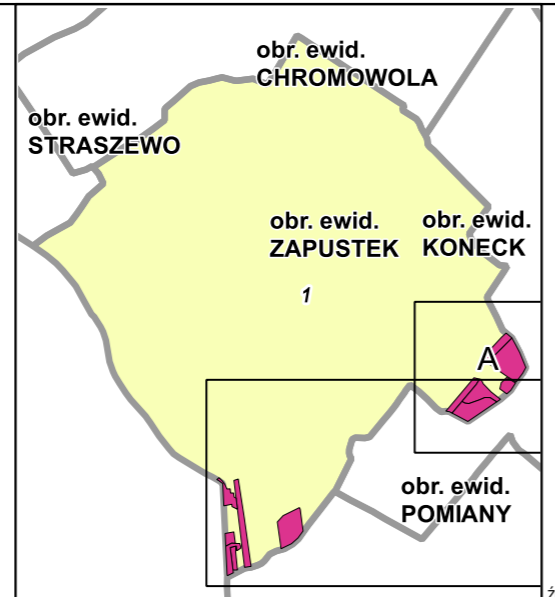 obr. ewid.
CHROMOWOLA
obr. ewid.
STRASZEWO
obr. ewid.
ZAPUSTEK
obr. ewid.
KONECK
1
A
obr. ewid.
POMIANY